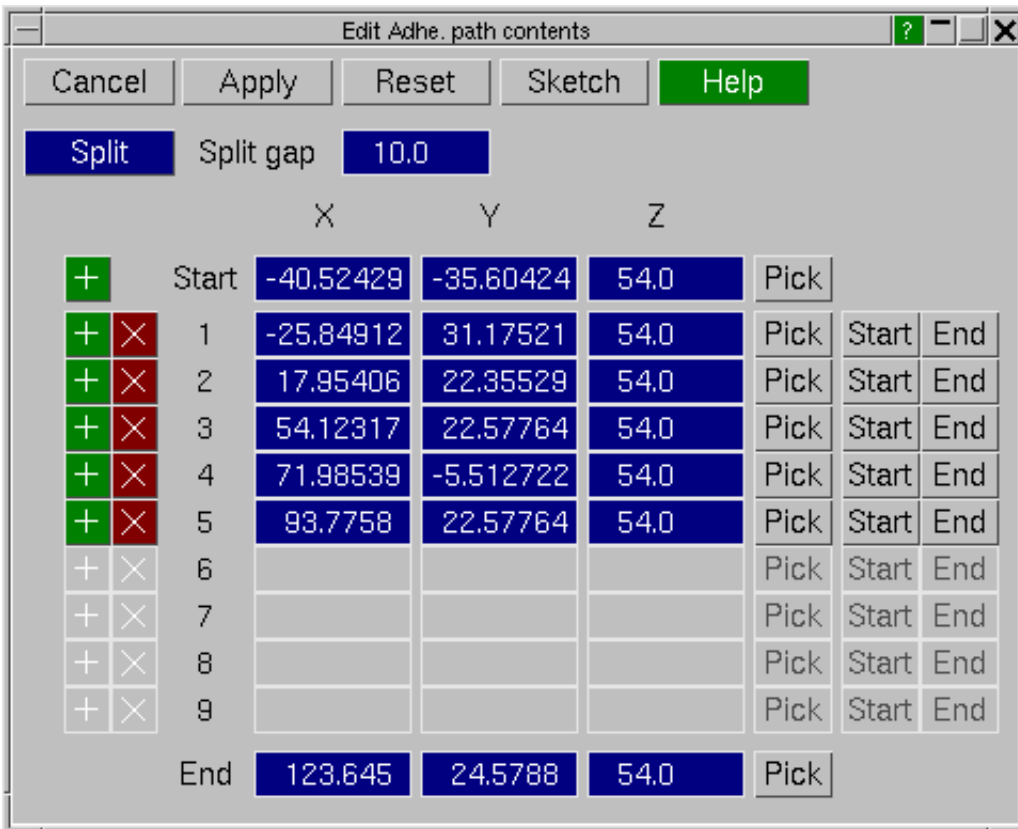 Edit Adhe. path contents ?
Cancel Apply Reset Sketch Help
Split Split gap 10.0
X Y Z
+ Start -40.52429 -35.60424 54.0 Pick
+ X 1 -25.84912 31.17521 54.0 Pick Start End
+ X 2 17.95406 22.35529 54.0 Pick Start End
+ X 3 54.12317 22.57764 54.0 Pick Start End
+ X 4 71.98539 -5.512722 54.0 Pick Start End
+ X 5 93.7758 22.57764 54.0 Pick Start End
+ X 6 Pick Start End
+ X 7 Pick Start End
+ X 8 Pick Start End
+ X 9 Pick Start End
End 123.645 24.5788 54.0 Pick